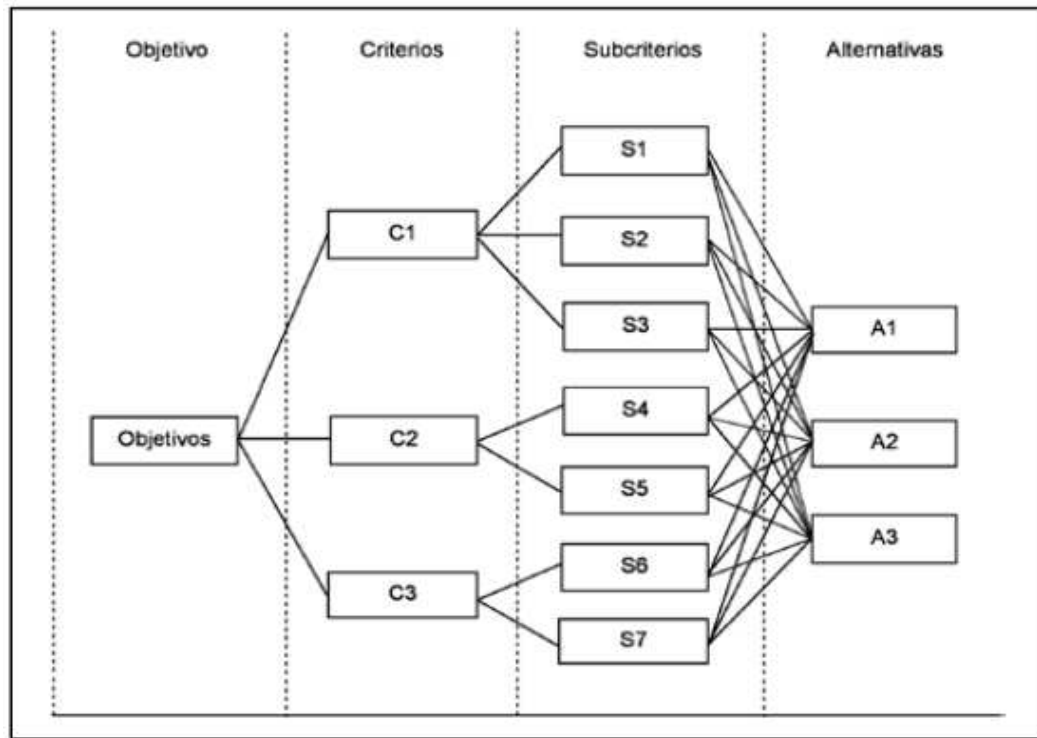 Objetivo
Criterios
Subcriterios
Alternativas
Objetivos
C1
C2
C3
S1
S2
S3
S4
S5
S6
S7
A1
A2
A3